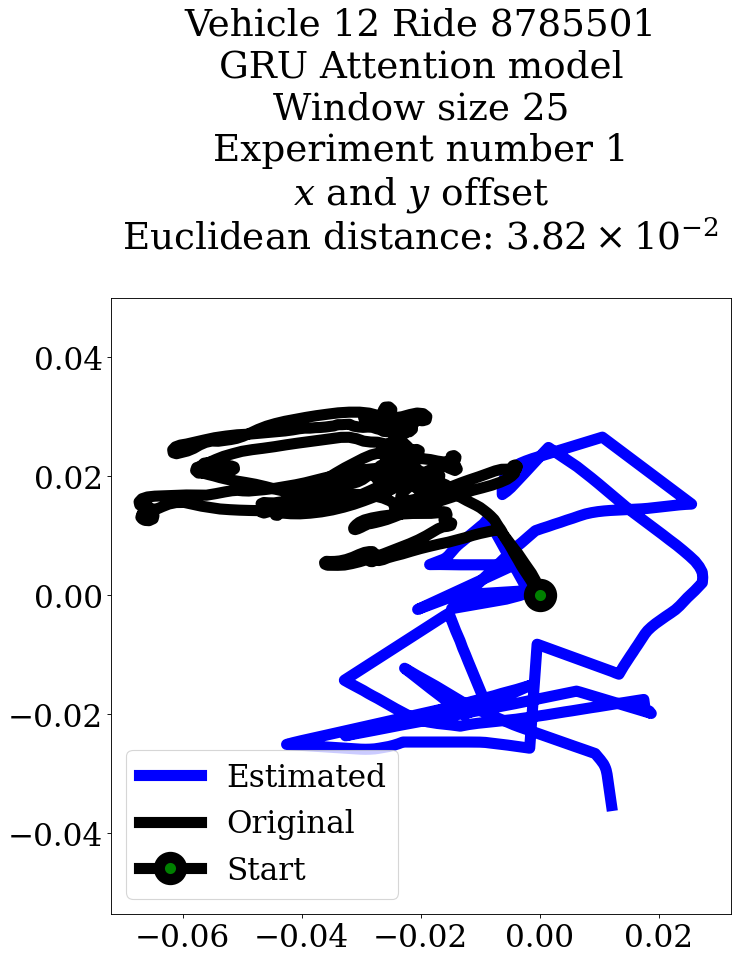 Vehicle 12 Ride 8785501
GRU Attention model
Window size 25
Experiment number 1
x and y offset
Euclidean distance: 3.82 × 10⁻²
0.04
0.02
0.00
−0.02
−0.04
Estimated
Original
Start
−0.06 −0.04 −0.02 0.00 0.02